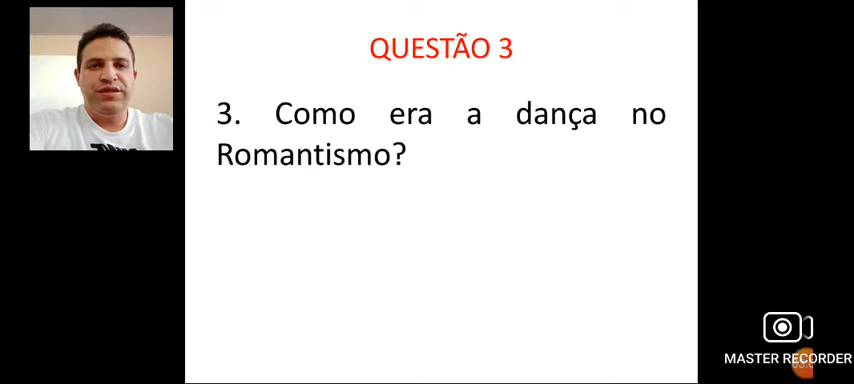 QUESTÃO 3
3. Como era a dança no
Romantismo?
MASTER RECORDER